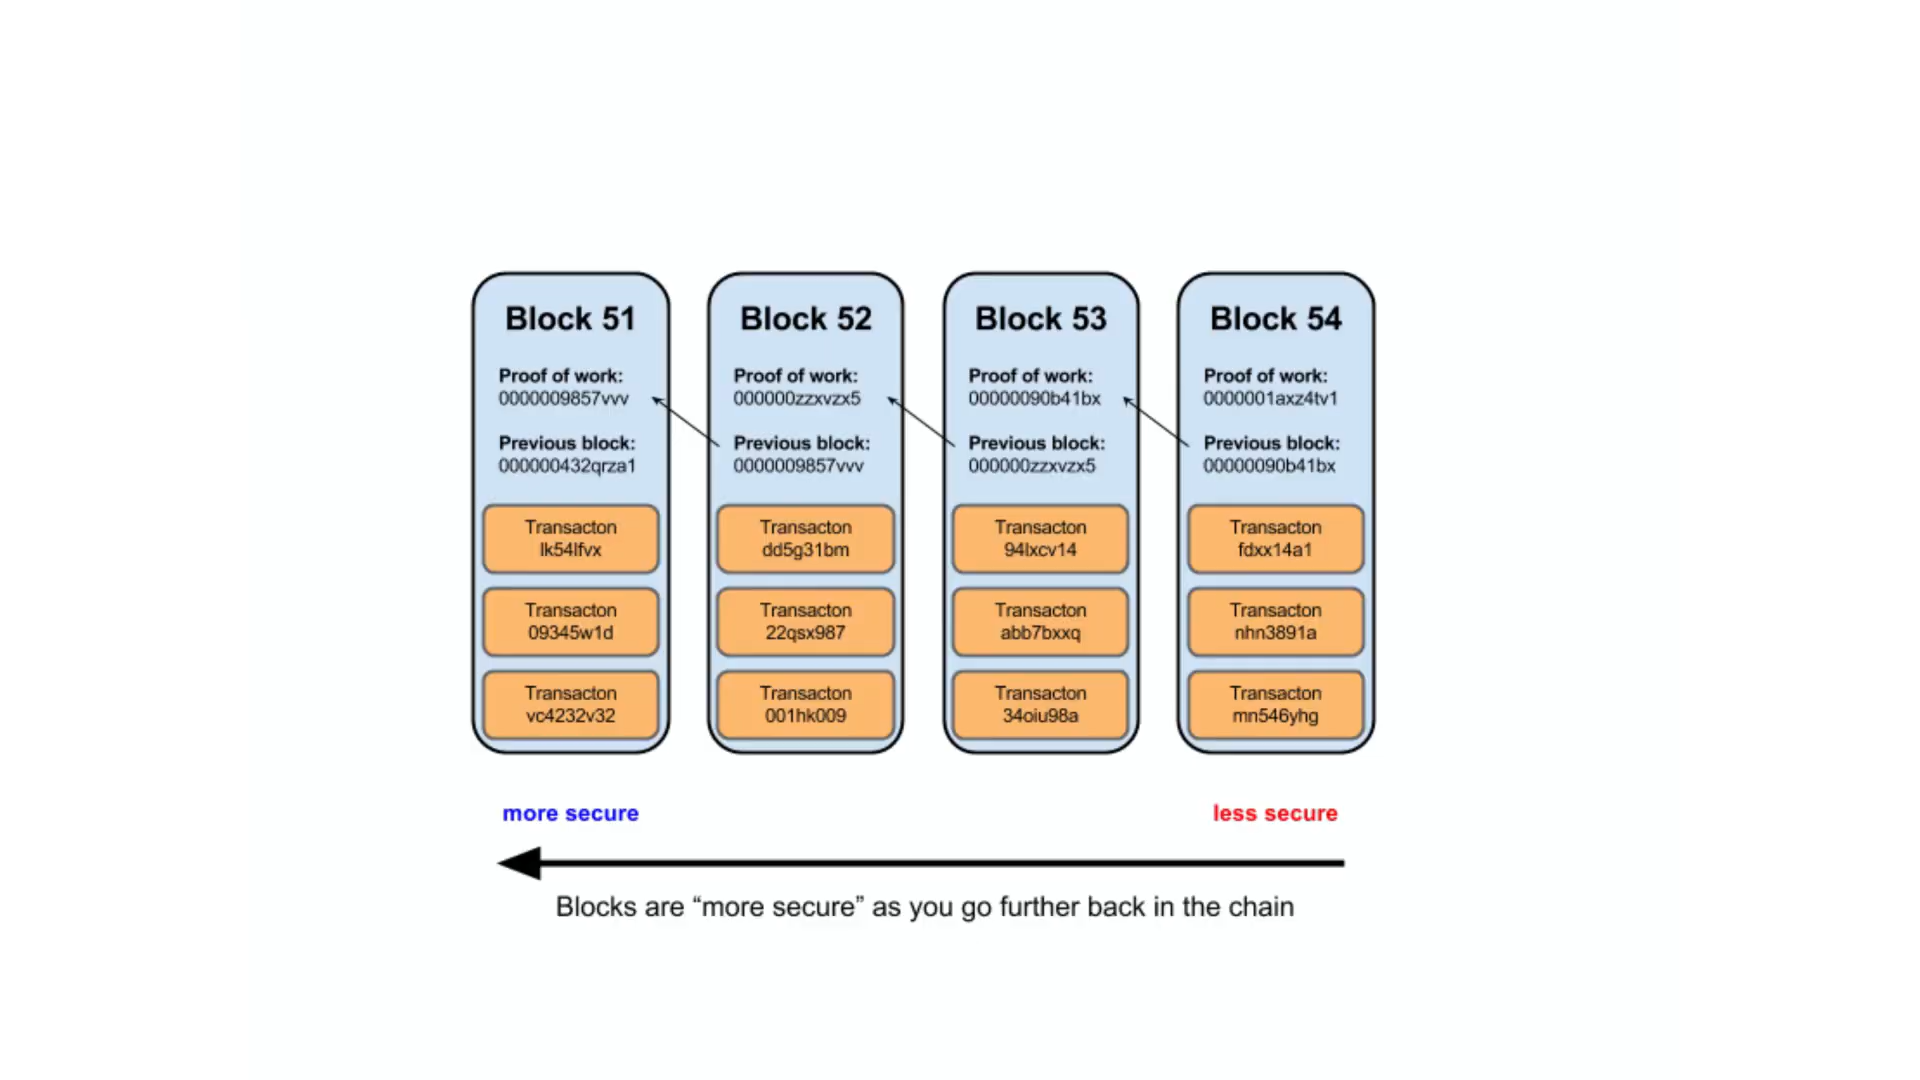 Block 51
Proof of work:
0000009857vvv
Previous block:
000000432qrza1
Transacton
lk54lfvx
Transacton
09345w1d
Transacton
vc4232v32
Block 52
Proof of work:
000000zzxvzx5
Previous block:
0000009857vvv
Transacton
dd5g31bm
Transacton
22qsx987
Transacton
001hk009
Block 53
Proof of work:
00000090b41bx
Previous block:
000000zzxvzx5
Transacton
94lxcv14
Transacton
abb7bxxq
Transacton
34oiu98a
Block 54
Proof of work:
0000001axz4tv1
Previous block:
00000090b41bx
Transacton
fdxx14a1
Transacton
nhn3891a
Transacton
mn546yhg
more secure
less secure
Blocks are “more secure” as you go further back in the chain